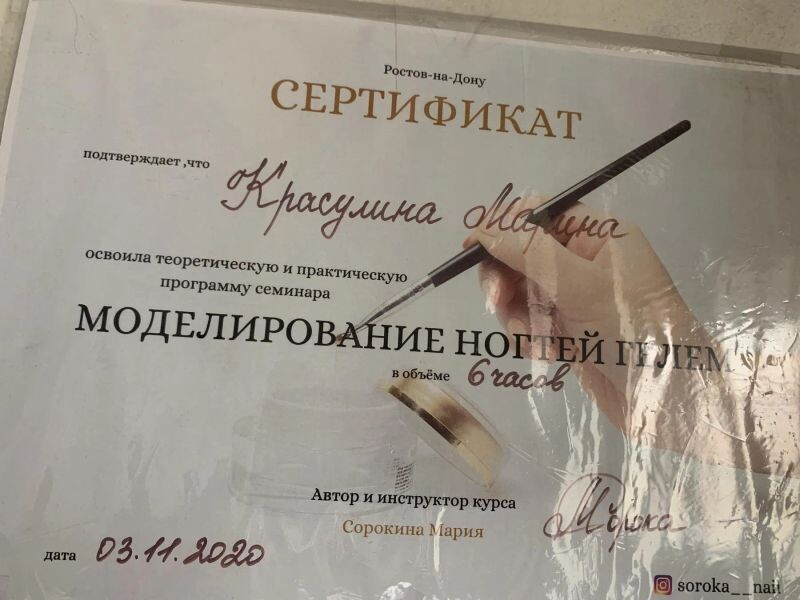 Ростов-на-Дону
СЕРТИФИКАТ
подтверждает ,что
Красулина Марина
освоила теоретическую и практическую
программу семинара
МОДЕЛИРОВАНИЕ НОГТЕЙ ГЕЛЕМ
в объёме 6 часов
Автор и инструктор курса
Сорокина Мария
дата 03.11.2020
soroka__nail